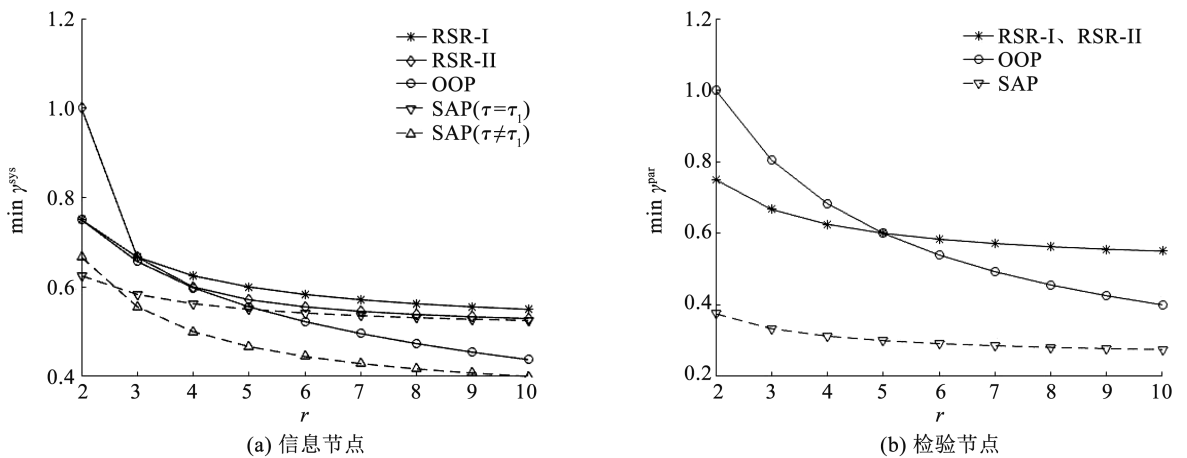 1.2
1.0
0.8
0.6
0.4
min γ^sys
2 3 4 5 6 7 8 9 10
r
RSR-I
RSR-II
OOP
SAP(τ=τ₁)
SAP(τ≠τ₁)
(a) 信息节点
1.2
1.0
0.8
0.6
0.4
0.2
min γ^par
2 3 4 5 6 7 8 9 10
r
RSR-I、RSR-II
OOP
SAP
(b) 检验节点